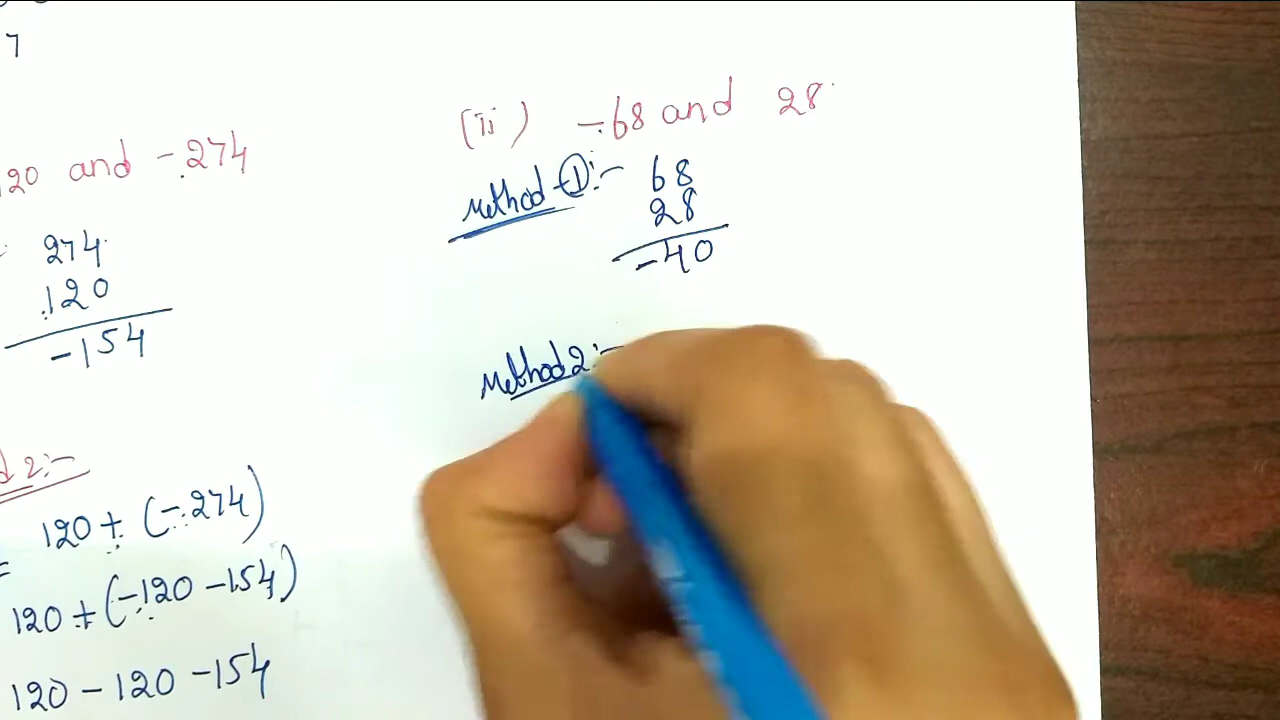 7
20 and -274
274
120
-154
d 2:-
= 120 + (-274)
120 + (-120 -154)
120 - 120 -154
(ii) -68 and 28
Method-1:-
68
28
-40
Method 2:-